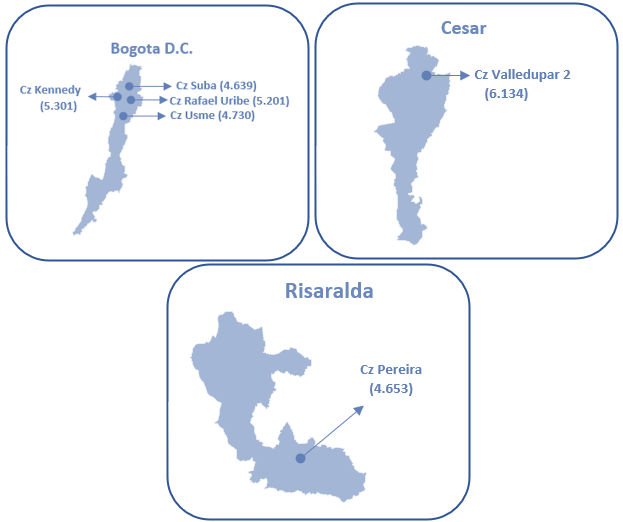 Bogota D.C.
Cz Kennedy
(5.301)
Cz Suba (4.639)
Cz Rafael Uribe (5.201)
Cz Usme (4.730)
Cesar
Cz Valledupar 2
(6.134)
Risaralda
Cz Pereira
(4.653)